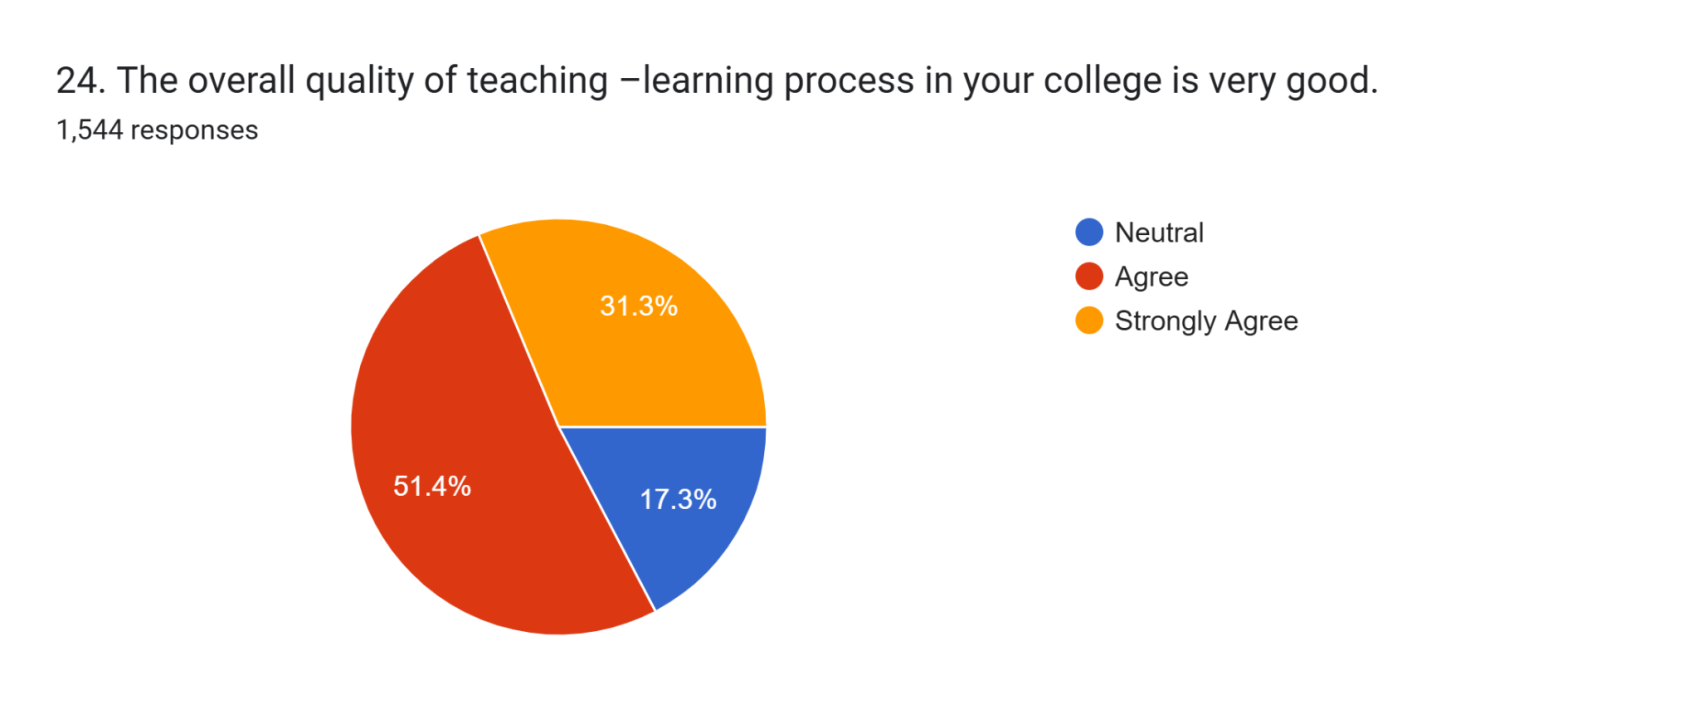 24. The overall quality of teaching –learning process in your college is very good.
1,544 responses
31.3%
51.4%
17.3%
Neutral
Agree
Strongly Agree